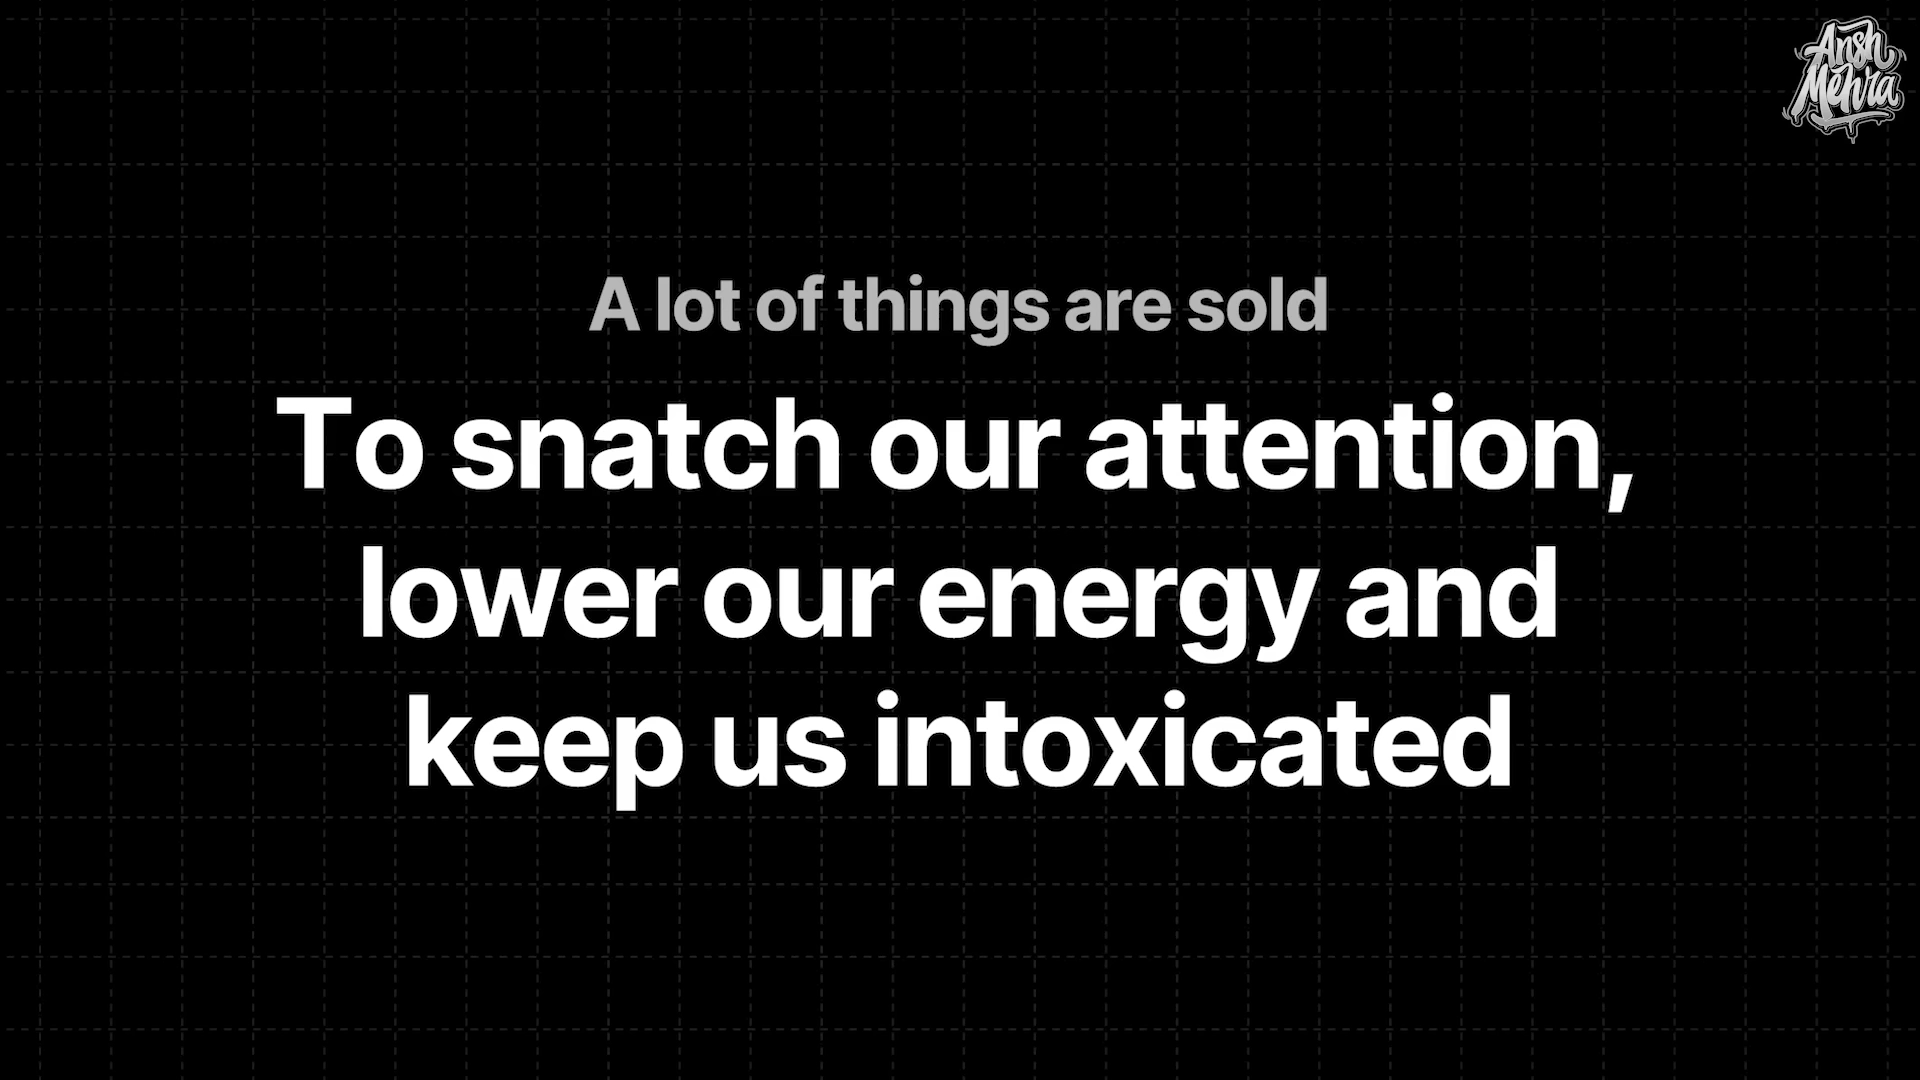 Ansh
Mehra
A lot of things are sold
To snatch our attention,
lower our energy and
keep us intoxicated